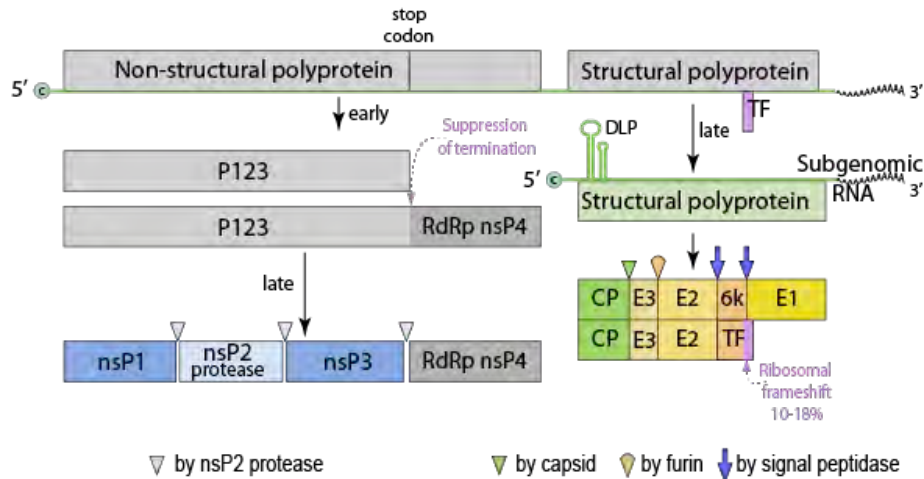 stop
codon
Non-structural polyprotein
Structural polyprotein
5′ c
3′
TF
early
late
Suppression
of termination
DLP
P123
5′ c
Subgenomic
RNA
3′
Structural polyprotein
P123 RdRp nsP4
late
CP E3 E2 6k E1
CP E3 E2 TF
nsP1 nsP2 protease nsP3 RdRp nsP4
Ribosomal
frameshift
10-18%
by nsP2 protease by capsid by furin by signal peptidase